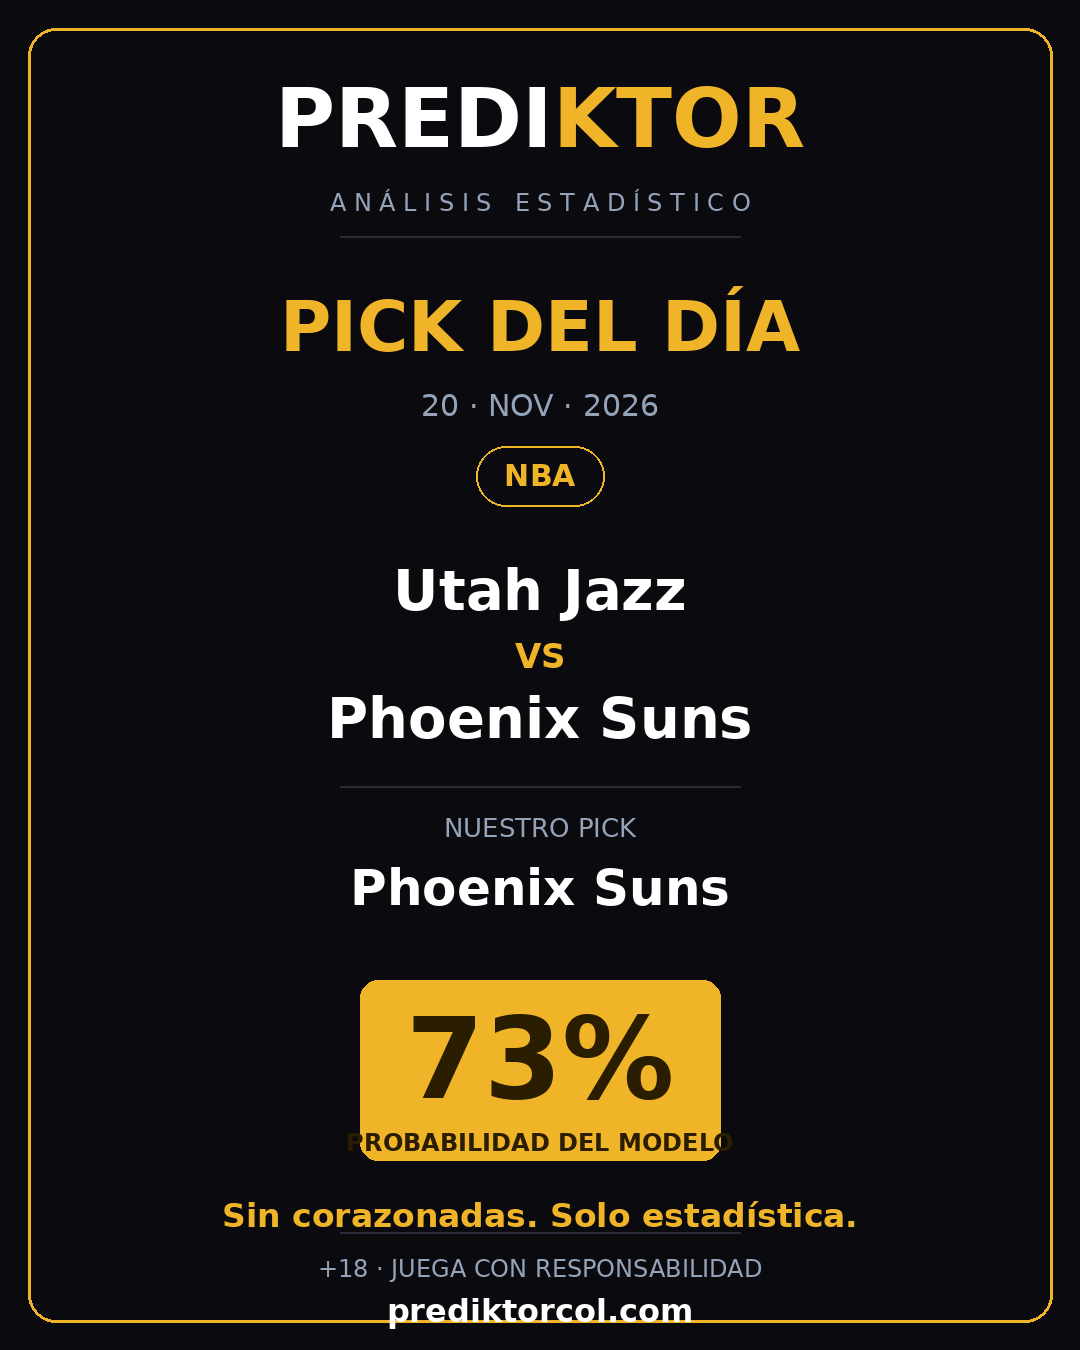 PREDIKTOR
ANÁLISIS ESTADÍSTICO
PICK DEL DÍA
20 · NOV · 2026
NBA
Utah Jazz
VS
Phoenix Suns
NUESTRO PICK
Phoenix Suns
73%
PROBABILIDAD DEL MODELO
Sin corazonadas. Solo estadística.
+18 · JUEGA CON RESPONSABILIDAD
prediktorcol.com